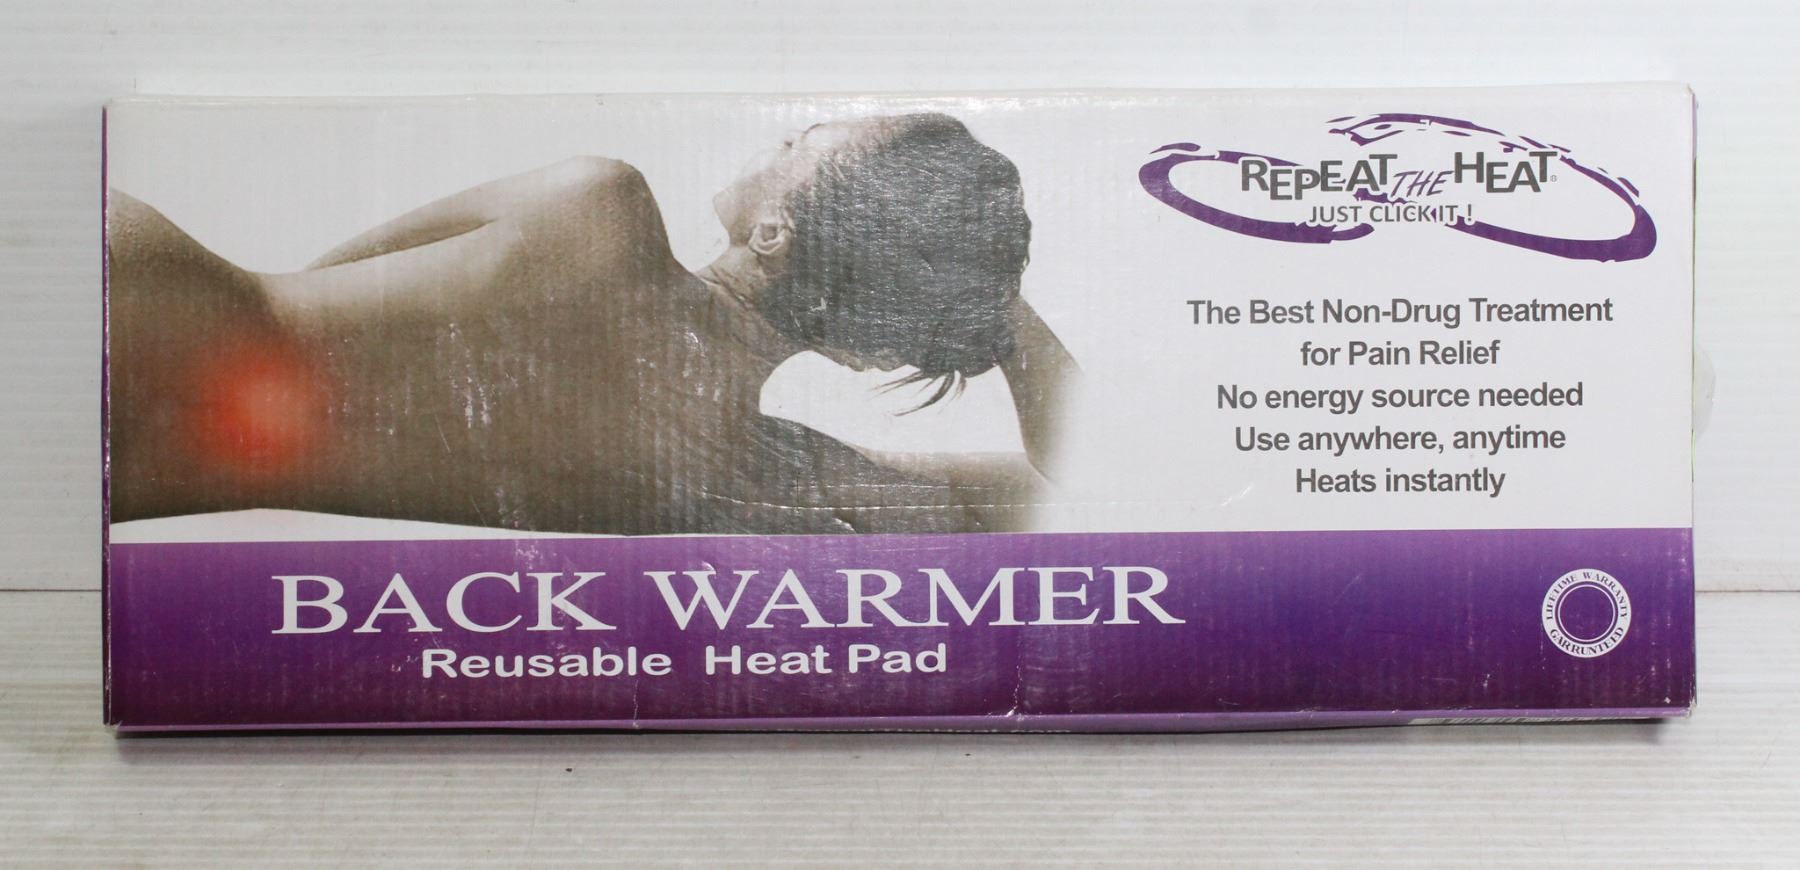 REPEAT THE HEAT®
JUST CLICK IT !
The Best Non-Drug Treatment
for Pain Relief
No energy source needed
Use anywhere, anytime
Heats instantly
BACK WARMER
Reusable Heat Pad
LIFETIME WARRANTY
GARRUNTEED